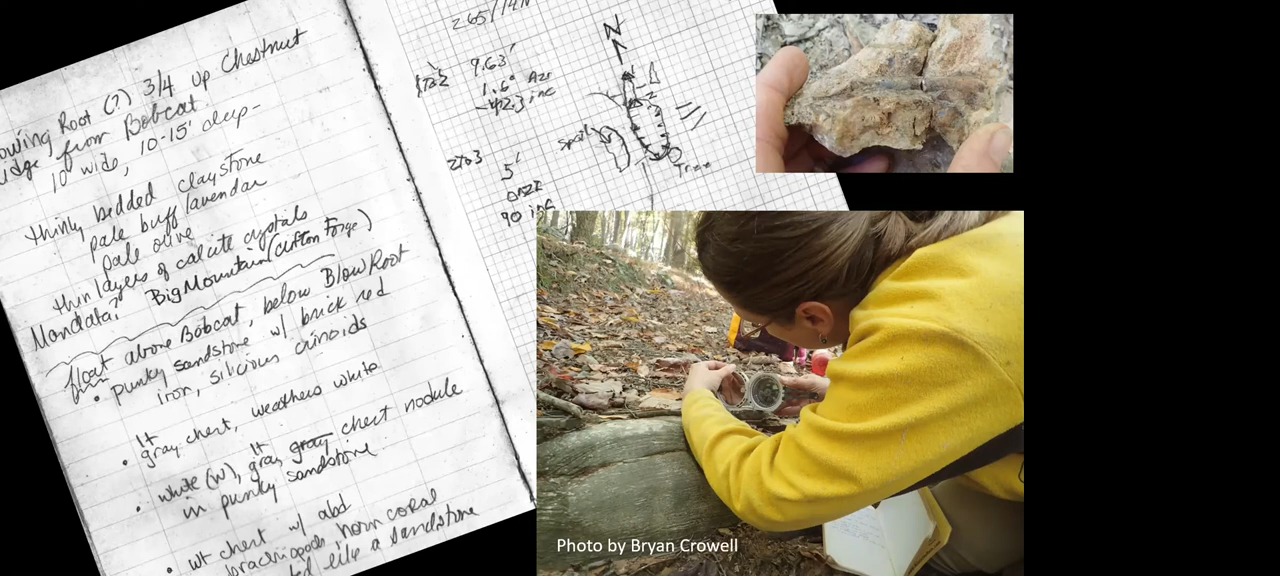 owing Root (?) 3/4 up Chestnut
idge from Bobcat
10' wide, 10-15' deep-
thinly bedded claystone
pale buff lavendar
pale olive
thin layers of calcite crystals
Mandata? Big Mountain (Clifton Forge)
float above Bobcat, below Blow Root
• punky sandstone w/ brick red
iron, silicious crinoids
• lt gray chert, weathers white
• white (w), lt gray chert nodule
in punky sandstone
• wt chert w/ abd
brachiopods horn coral
like a sandstone
265/
1to2 9.63'
1.6° Azi
-42.3 inc
2to3 5'
0 Azi
90 inc
N
Spoil
Tree
Photo by Bryan Crowell